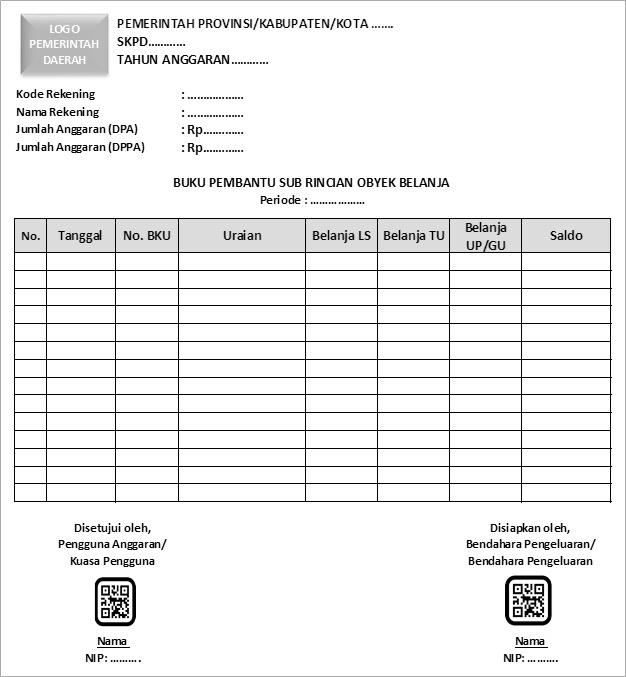 LOGO
PEMERINTAH
DAERAH
PEMERINTAH PROVINSI/KABUPATEN/KOTA .......
SKPD............
TAHUN ANGGARAN............
Kode Rekening : ..................
Nama Rekening : ..................
Jumlah Anggaran (DPA) : Rp.............
Jumlah Anggaran (DPPA) : Rp.............
BUKU PEMBANTU SUB RINCIAN OBYEK BELANJA
Periode : ..................
No. Tanggal No. BKU Uraian Belanja LS Belanja TU Belanja UP/GU Saldo
Disetujui oleh,
Pengguna Anggaran/
Kuasa Pengguna
Nama
NIP: ..........
Disiapkan oleh,
Bendahara Pengeluaran/
Bendahara Pengeluaran
Nama
NIP: ..........